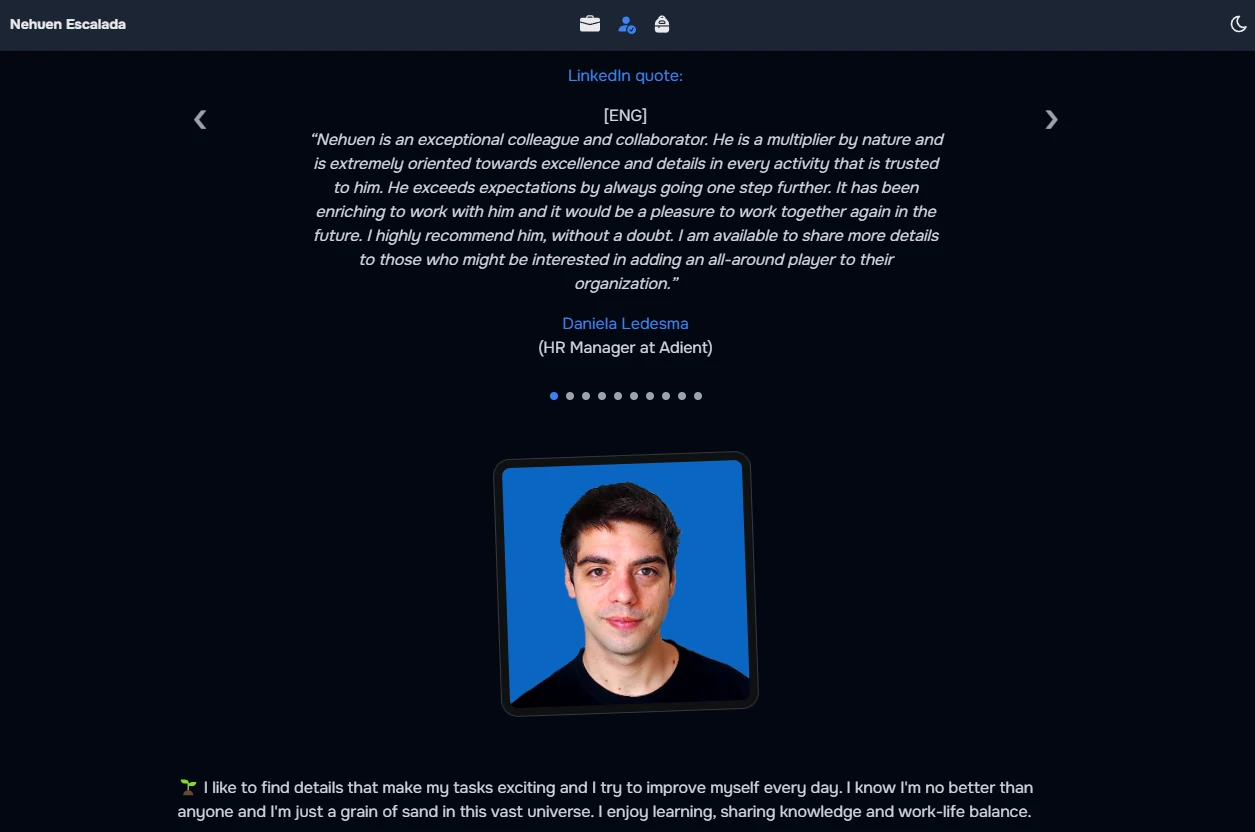 Nehuen Escalada
LinkedIn quote:
[ENG]
“Nehuen is an exceptional colleague and collaborator. He is a multiplier by nature and
is extremely oriented towards excellence and details in every activity that is trusted
to him. He exceeds expectations by always going one step further. It has been
enriching to work with him and it would be a pleasure to work together again in the
future. I highly recommend him, without a doubt. I am available to share more details
to those who might be interested in adding an all-around player to their
organization.”
Daniela Ledesma
(HR Manager at Adient)
🌱 I like to find details that make my tasks exciting and I try to improve myself every day. I know I'm no better than
anyone and I'm just a grain of sand in this vast universe. I enjoy learning, sharing knowledge and work-life balance.